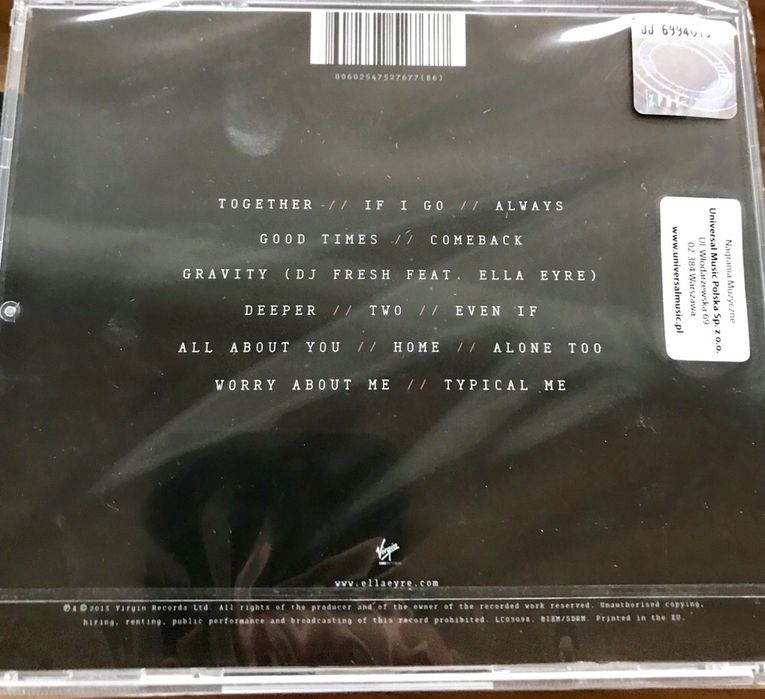 00602547527677(86)
TOGETHER // IF I GO // ALWAYS
GOOD TIMES // COMEBACK
GRAVITY (DJ FRESH FEAT. ELLA EYRE)
DEEPER // TWO // EVEN IF
ALL ABOUT YOU // HOME // ALONE TOO
WORRY ABOUT ME // TYPICAL ME
Nagrania Muzyczne
Universal Music Polska Sp. z o.o.
Ul. Włodarzewska 69
02 384 Warszawa
www.universalmusic.pl
Virgin
www.ellaeyre.com
℗ & © 2015 Virgin Records Ltd. All rights of the producer and of the owner of the recorded work reserved. Unauthorised copying,
hiring, renting, public performance and broadcasting of this record prohibited. LC03098. BIEM/SDRM. Printed in the EU.